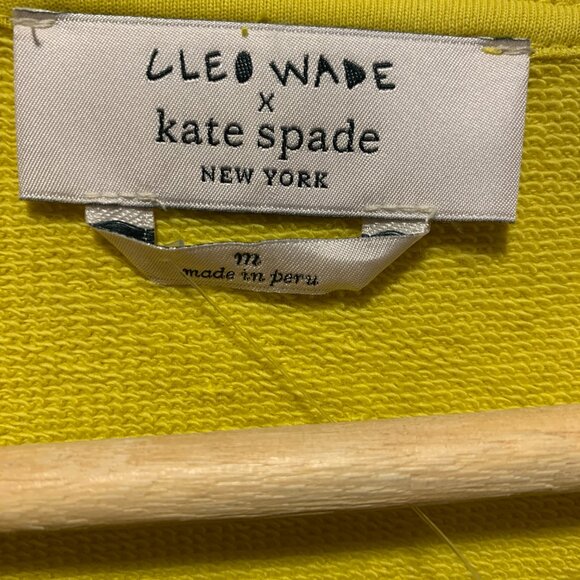 CLEO WADE
x
kate spade
NEW YORK
m
made in peru